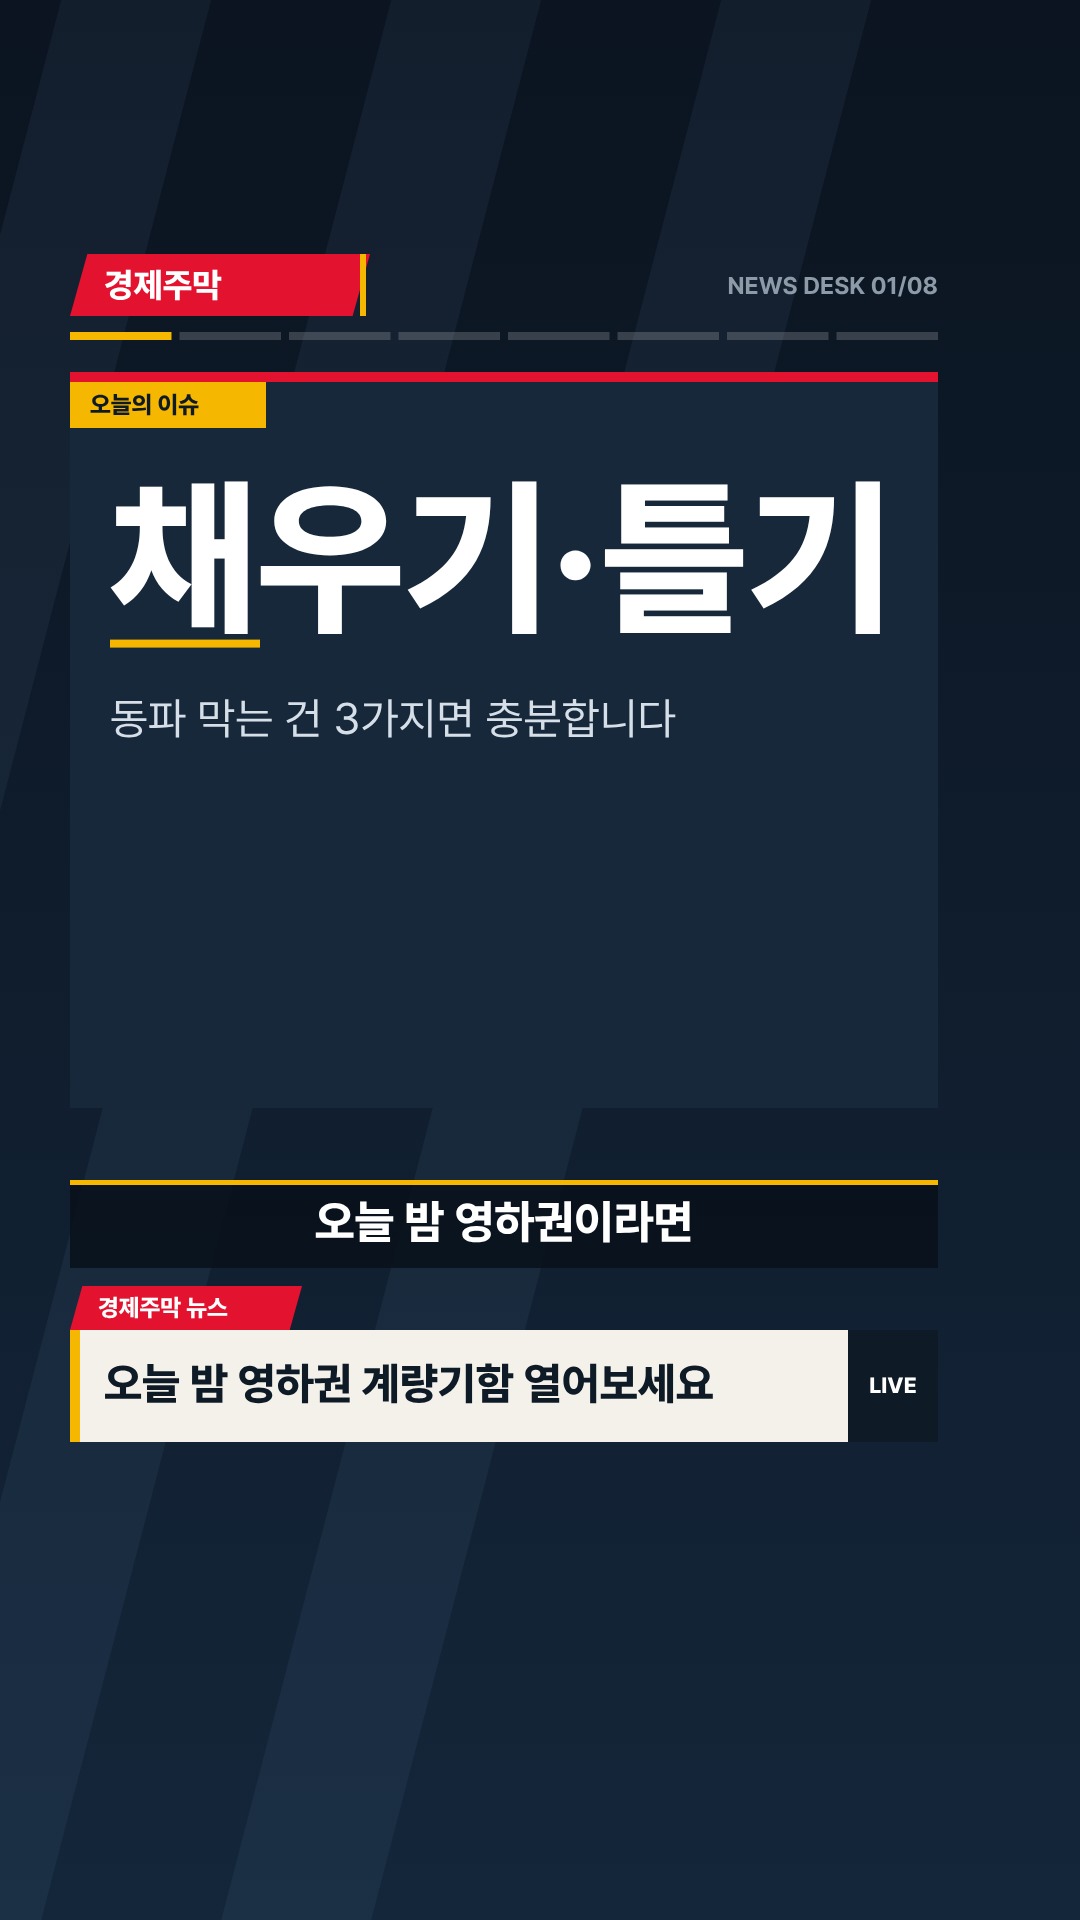 경제주막
NEWS DESK 01/08
오늘의 이슈
채우기·틀기
동파 막는 건 3가지면 충분합니다
오늘 밤 영하권이라면
경제주막 뉴스
오늘 밤 영하권 계량기함 열어보세요
LIVE